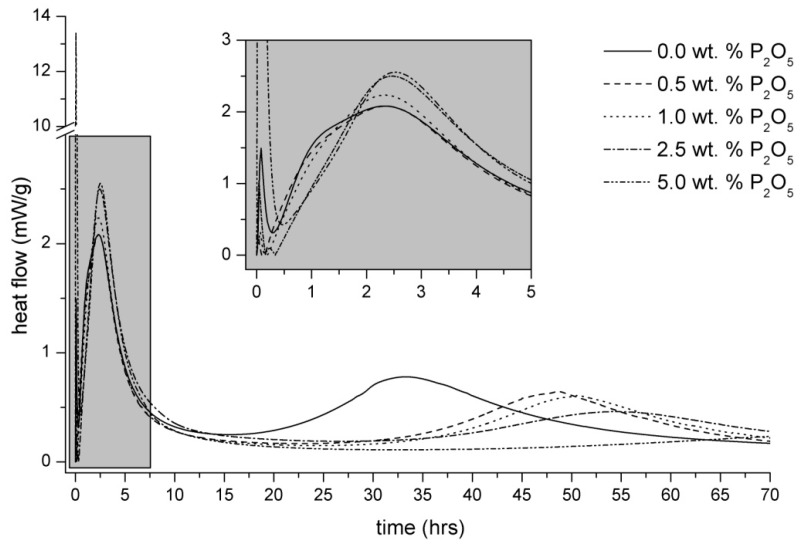 14
12
10
2
1
0
heat flow (mW/g)
3
2
1
0
0 1 2 3 4 5
0.0 wt. % P₂O₅
0.5 wt. % P₂O₅
1.0 wt. % P₂O₅
2.5 wt. % P₂O₅
5.0 wt. % P₂O₅
0 5 10 15 20 25 30 35 40 45 50 55 60 65 70
time (hrs)